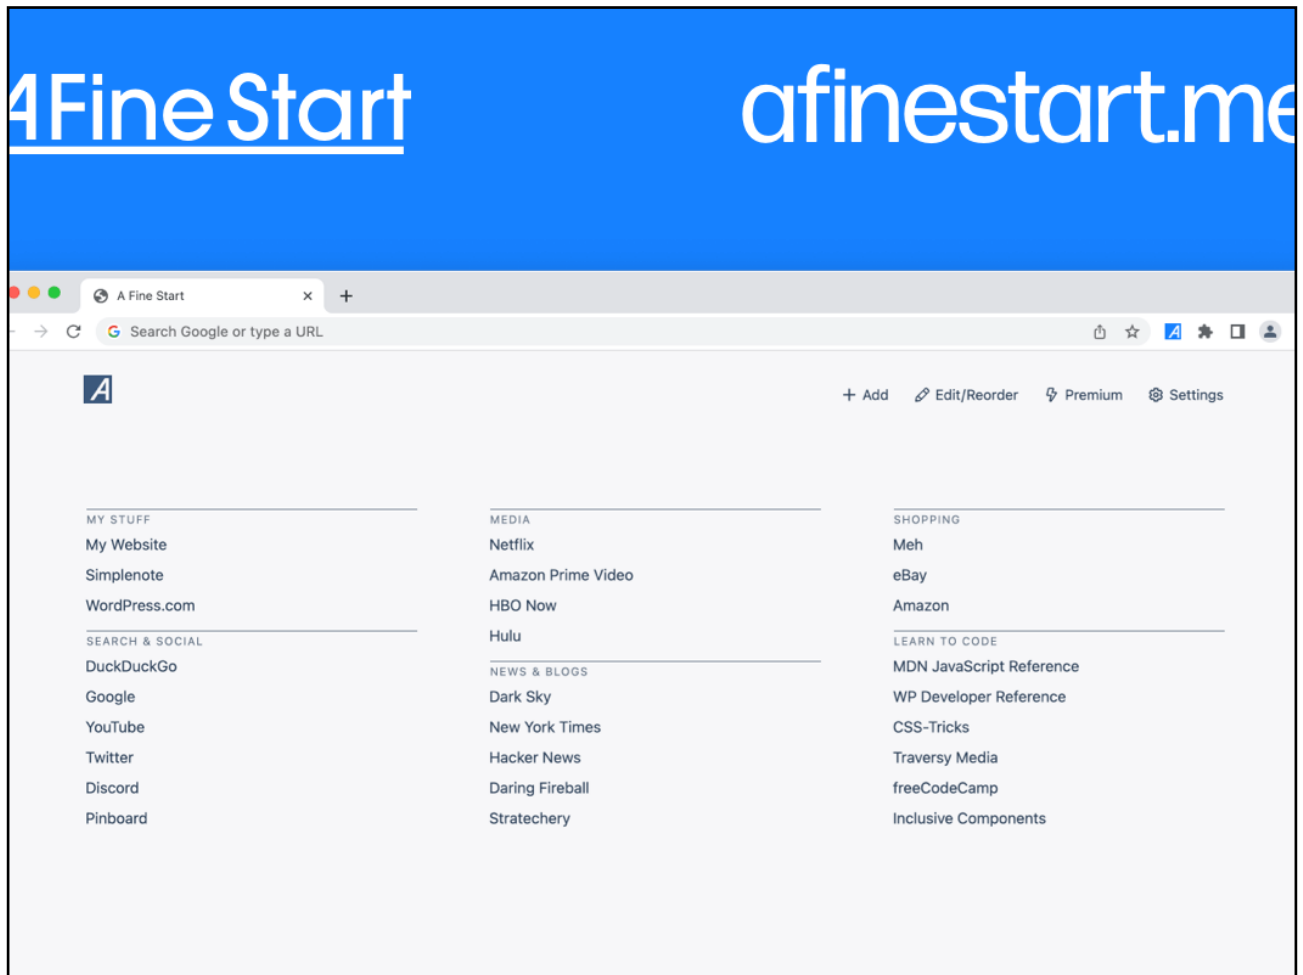 A Fine Start
afinestart.me
A Fine Start
Search Google or type a URL
A
Add
Edit/Reorder
Premium
Settings
MY STUFF
My Website
Simplenote
WordPress.com
SEARCH & SOCIAL
DuckDuckGo
Google
YouTube
Twitter
Discord
Pinboard
MEDIA
Netflix
Amazon Prime Video
HBO Now
Hulu
NEWS & BLOGS
Dark Sky
New York Times
Hacker News
Daring Fireball
Stratechery
SHOPPING
Meh
eBay
Amazon
LEARN TO CODE
MDN JavaScript Reference
WP Developer Reference
CSS-Tricks
Traversy Media
freeCodeCamp
Inclusive Components